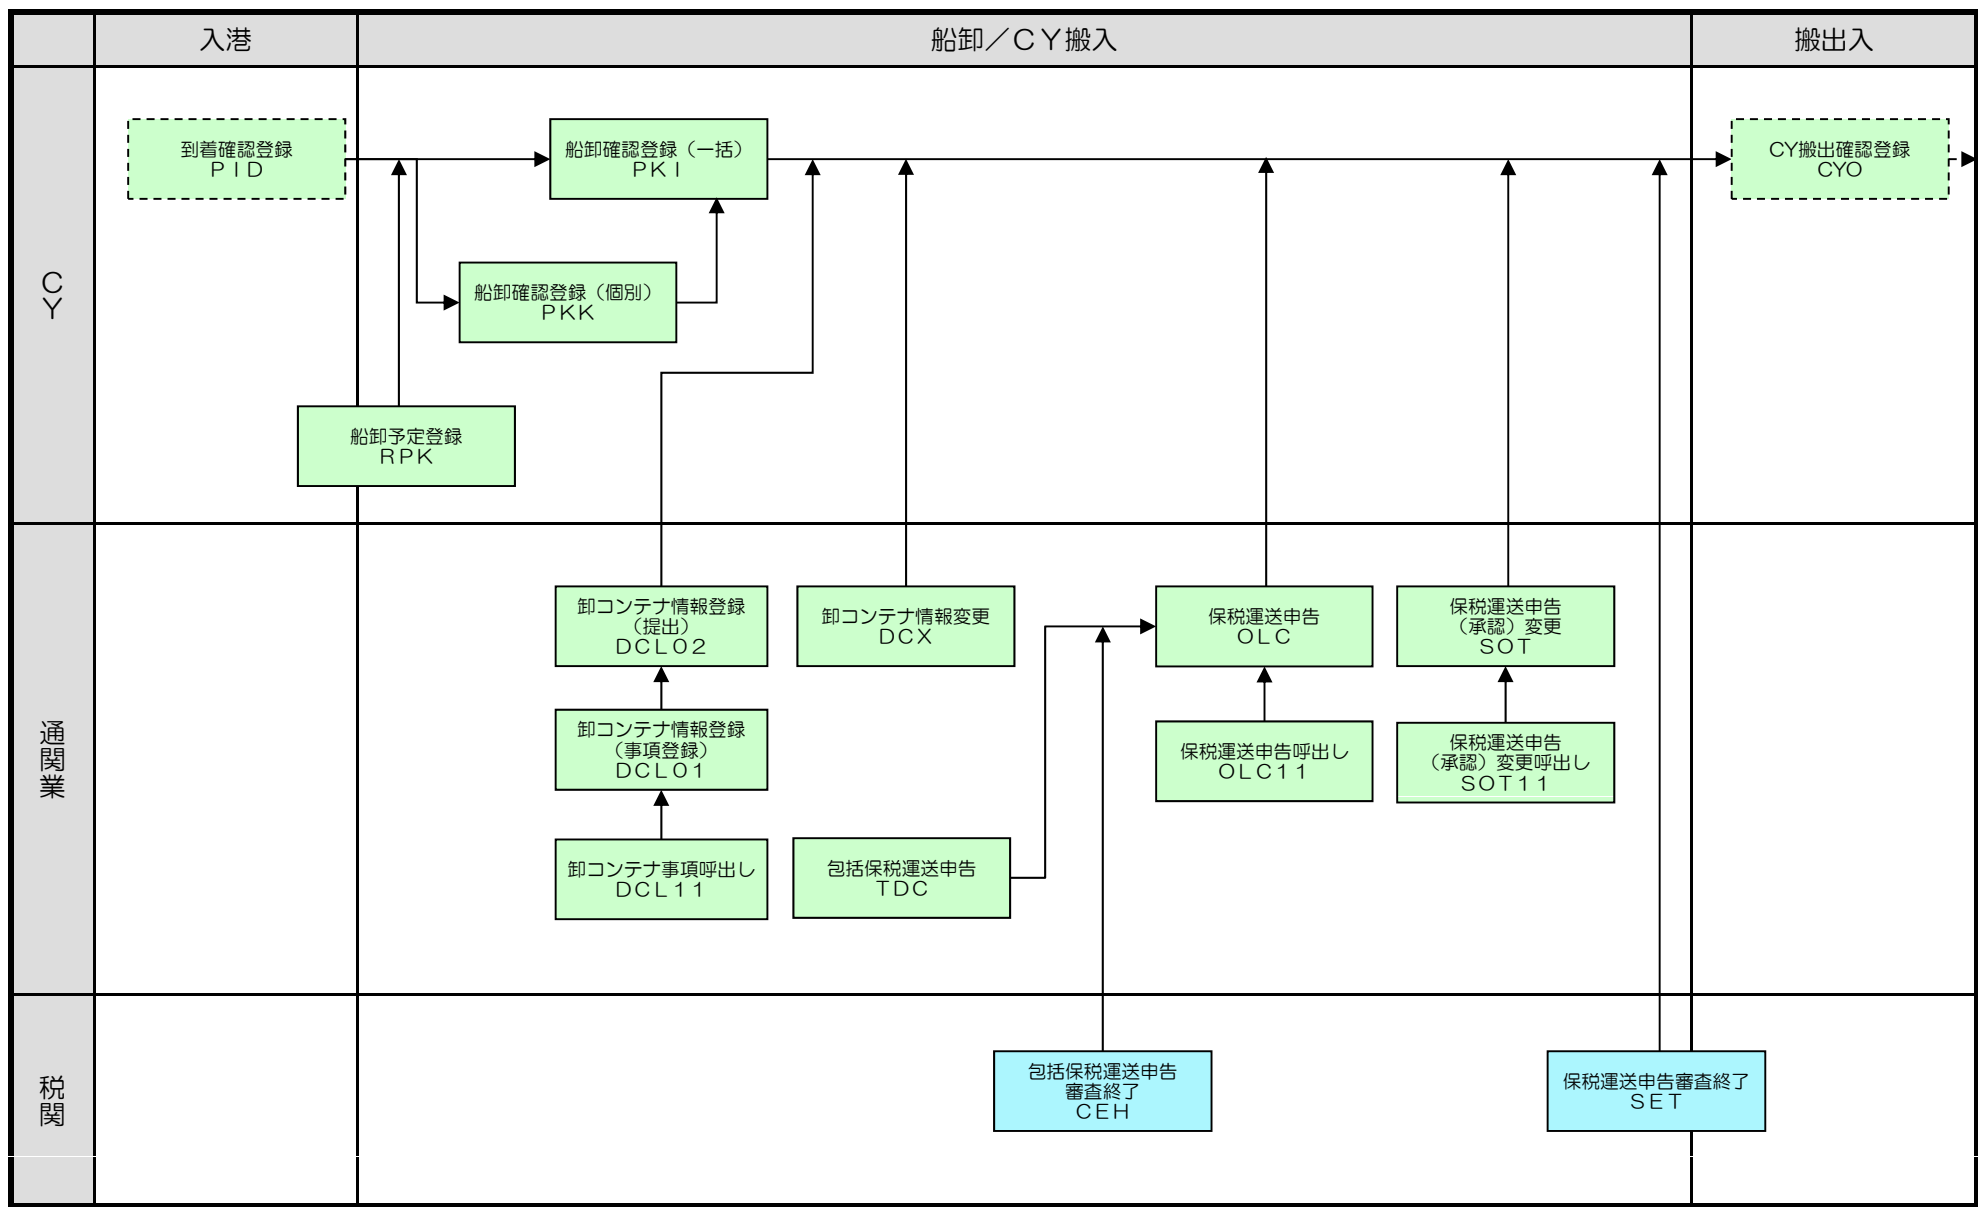 入港
船卸／ＣＹ搬入
搬出入
ＣＹ
到着確認登録
ＰＩＤ
船卸確認登録（一括）
ＰＫＩ
CY搬出確認登録
CYO
船卸確認登録（個別）
ＰＫＫ
船卸予定登録
ＲＰＫ
通関業
卸コンテナ情報登録
（提出）
ＤＣＬ０２
卸コンテナ情報変更
ＤＣＸ
保税運送申告
ＯＬＣ
保税運送申告
（承認）変更
ＳＯＴ
卸コンテナ情報登録
（事項登録）
ＤＣＬ０１
保税運送申告呼出し
ＯＬＣ１１
保税運送申告
（承認）変更呼出し
ＳＯＴ１１
卸コンテナ事項呼出し
ＤＣＬ１１
包括保税運送申告
ＴＤＣ
税関
包括保税運送申告
審査終了
ＣＥＨ
保税運送申告審査終了
ＳＥＴ